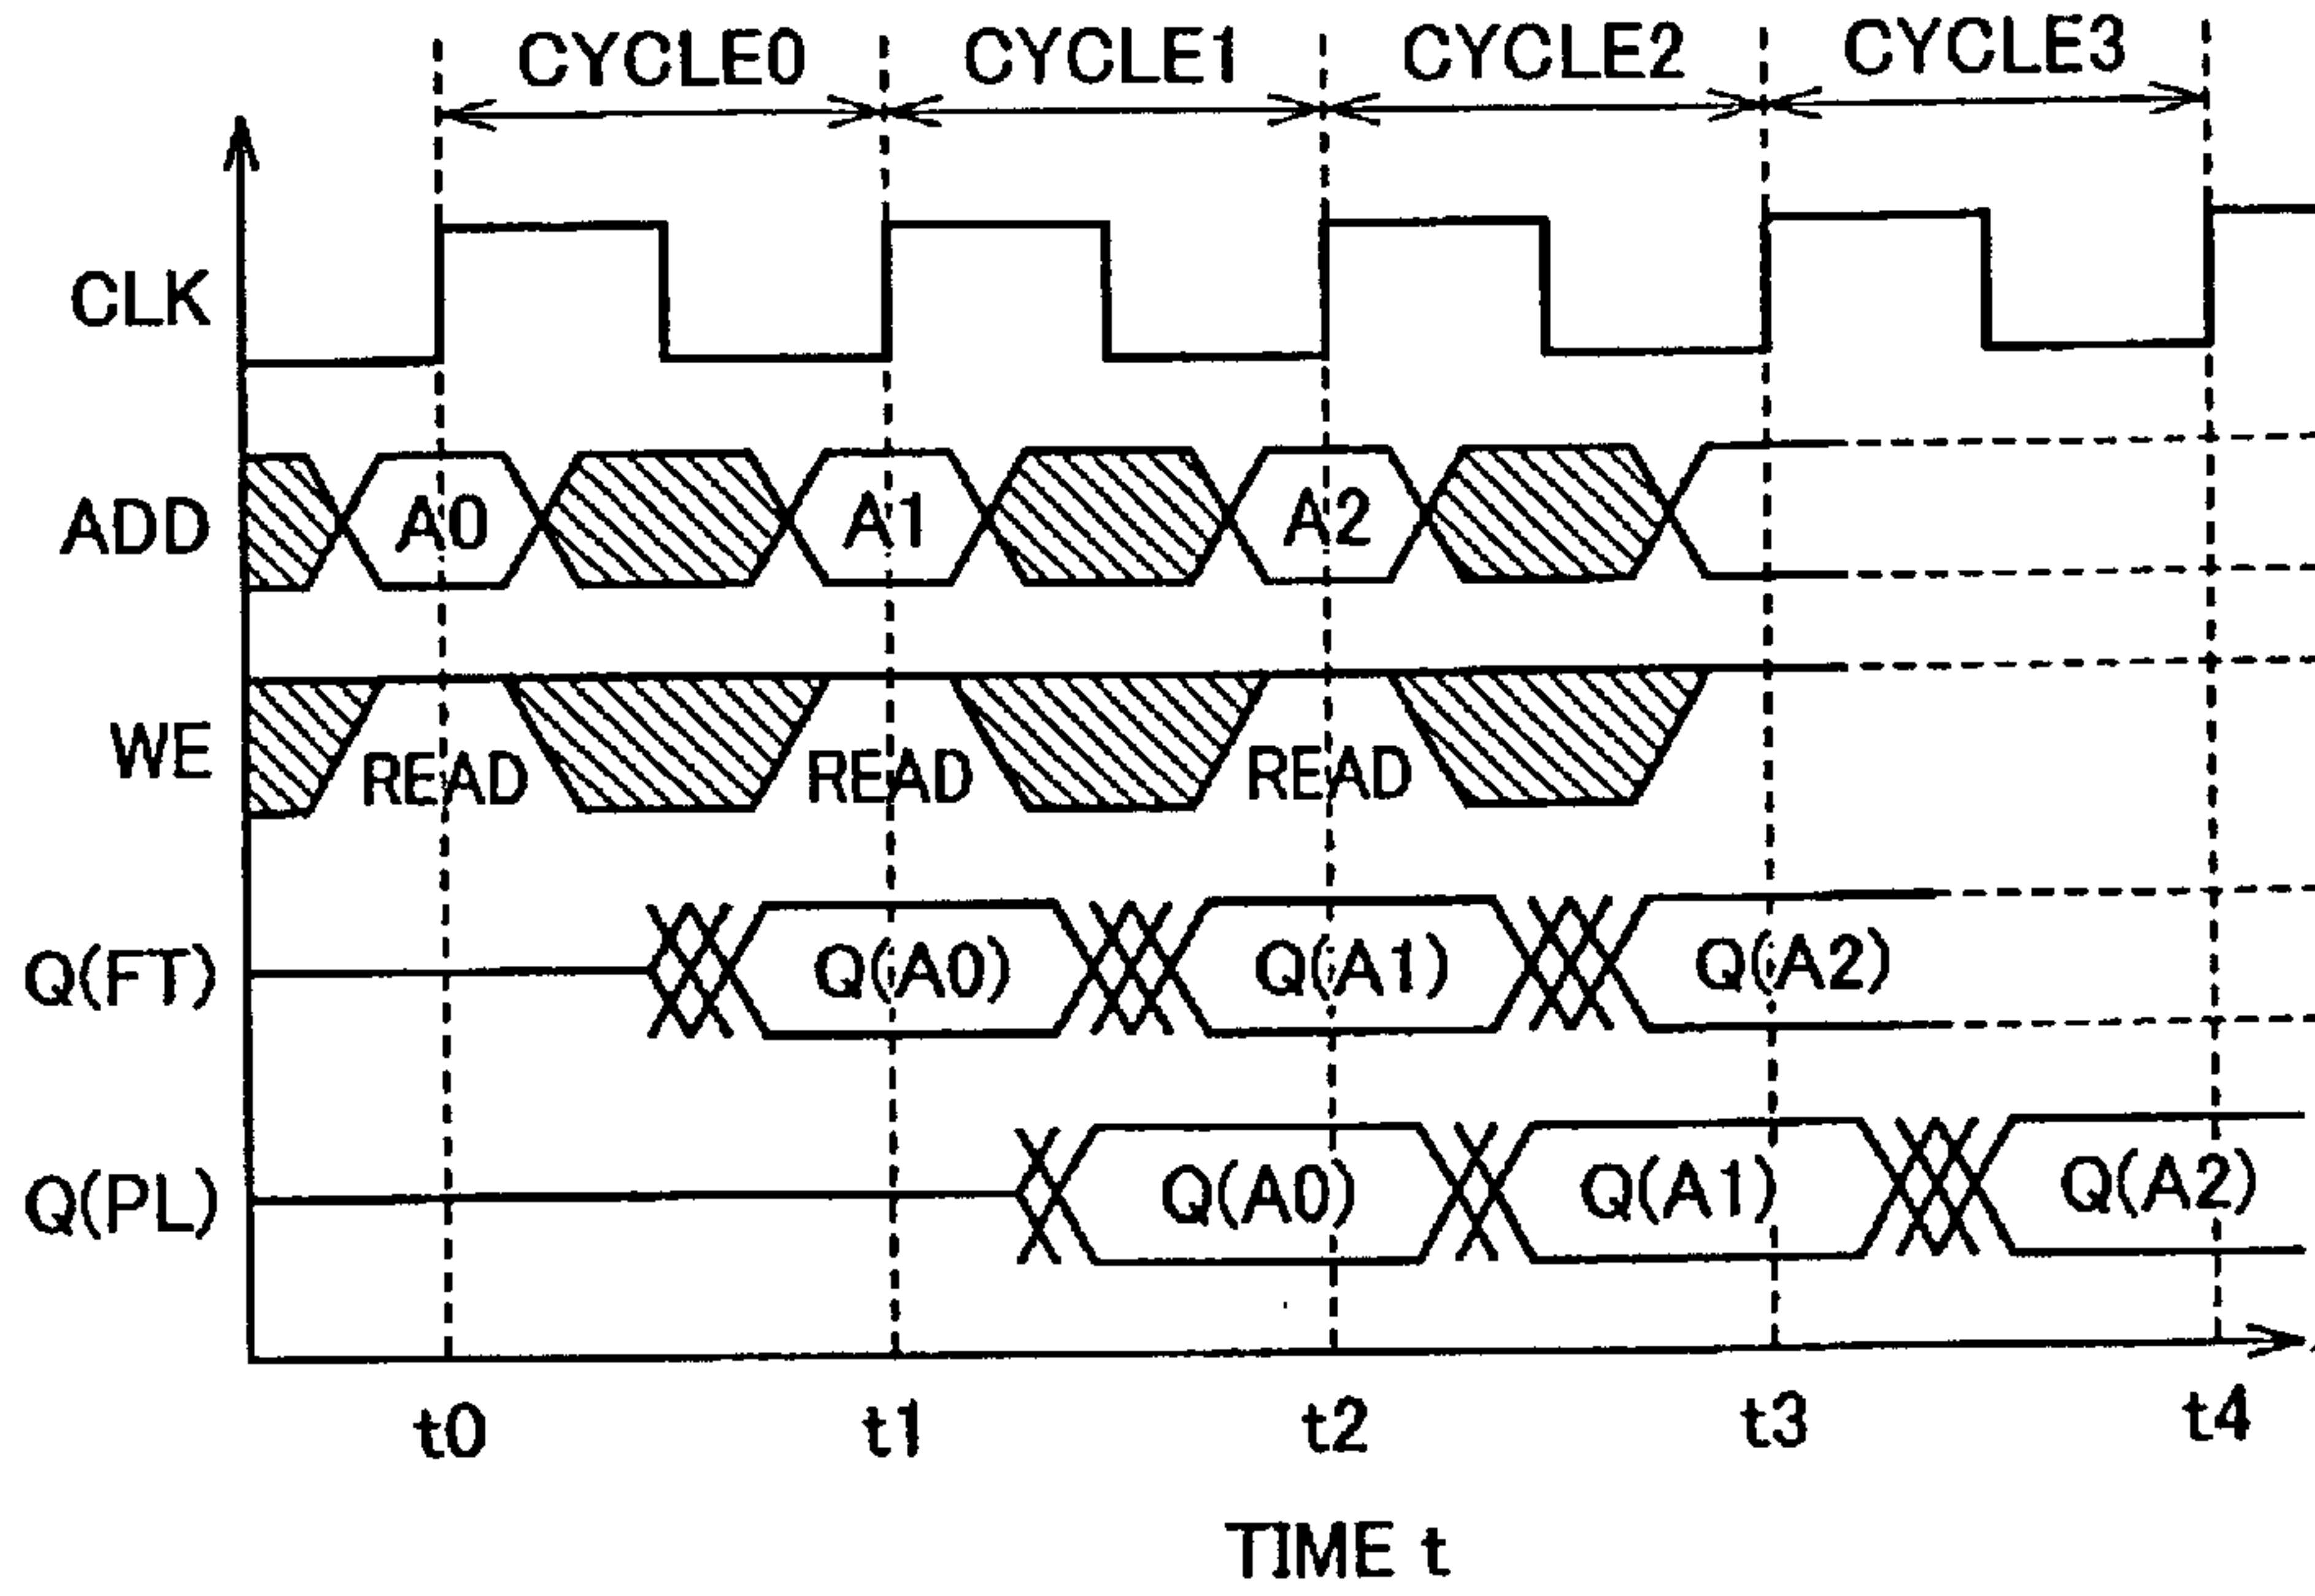 CYCLE0 CYCLE1 CYCLE2 CYCLE3
CLK
ADD A0 A1 A2
WE READ READ READ
Q(FT) Q(A0) Q(A1) Q(A2)
Q(PL) Q(A0) Q(A1) Q(A2)
t0 t1 t2 t3 t4
TIME t